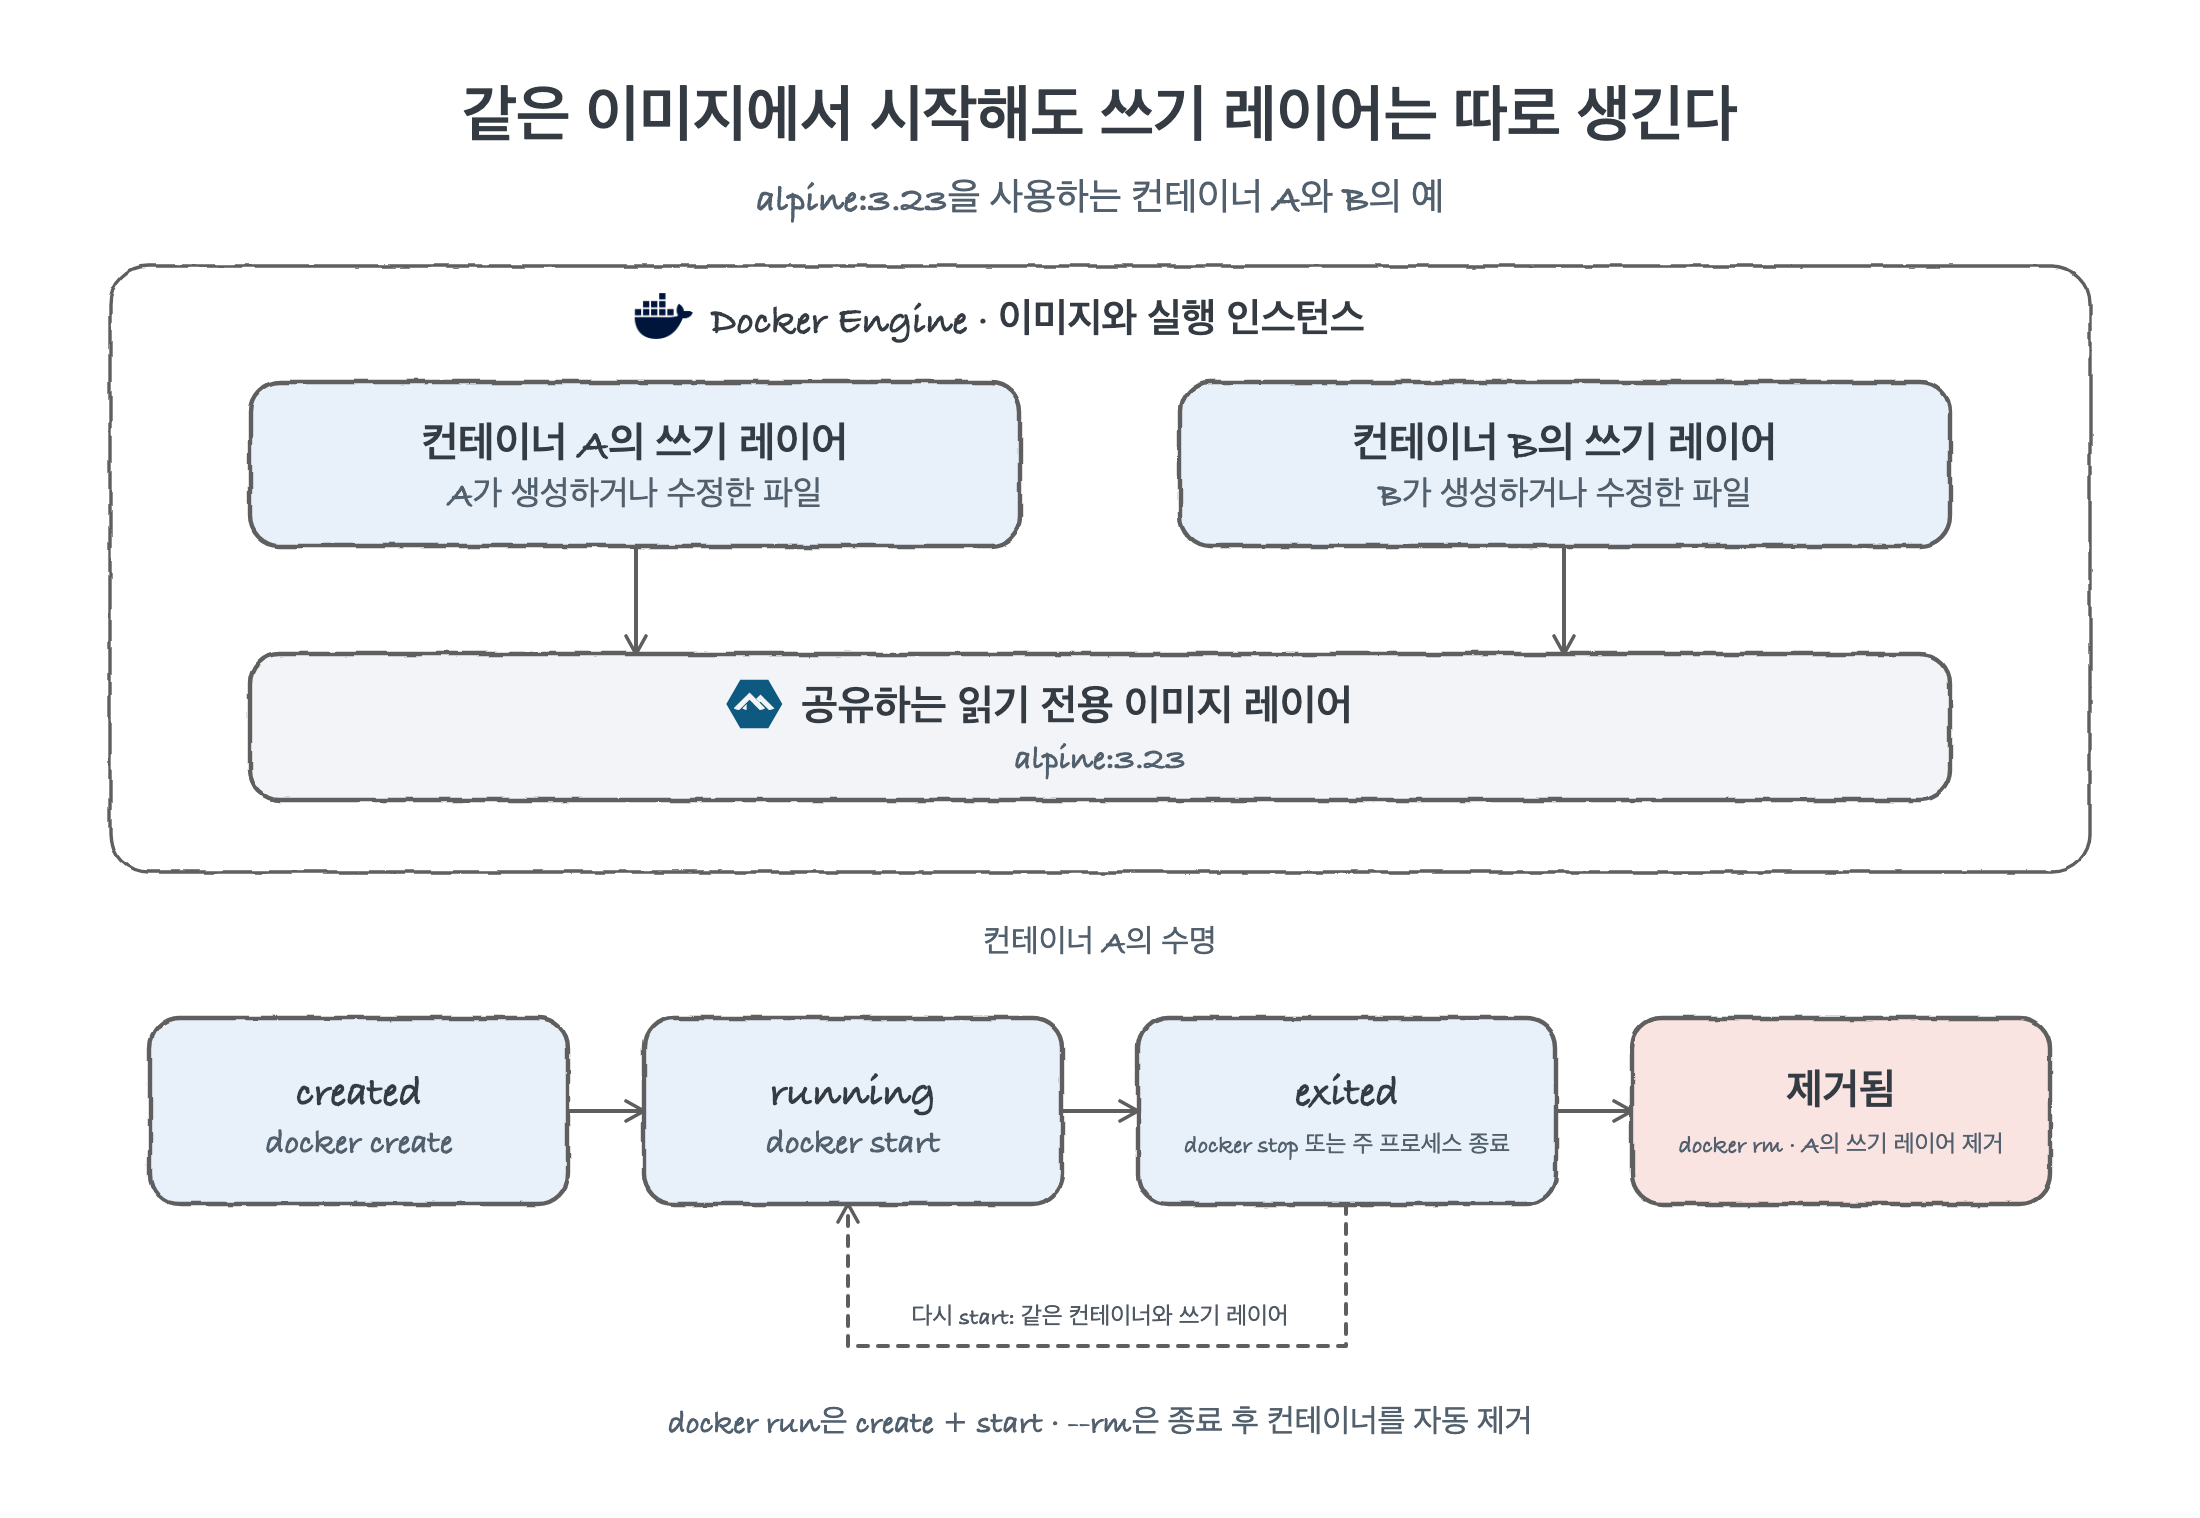 같은 이미지에서 시작해도 쓰기 레이어는 따로 생긴다
alpine:3.23을 사용하는 컨테이너 A와 B의 예
Docker Engine · 이미지와 실행 인스턴스
컨테이너 A의 쓰기 레이어
A가 생성하거나 수정한 파일
컨테이너 B의 쓰기 레이어
B가 생성하거나 수정한 파일
공유하는 읽기 전용 이미지 레이어
alpine:3.23
컨테이너 A의 수명
created
docker create
running
docker start
exited
docker stop 또는 주 프로세스 종료
제거됨
docker rm · A의 쓰기 레이어 제거
다시 start: 같은 컨테이너와 쓰기 레이어
docker run은 create + start · --rm은 종료 후 컨테이너를 자동 제거